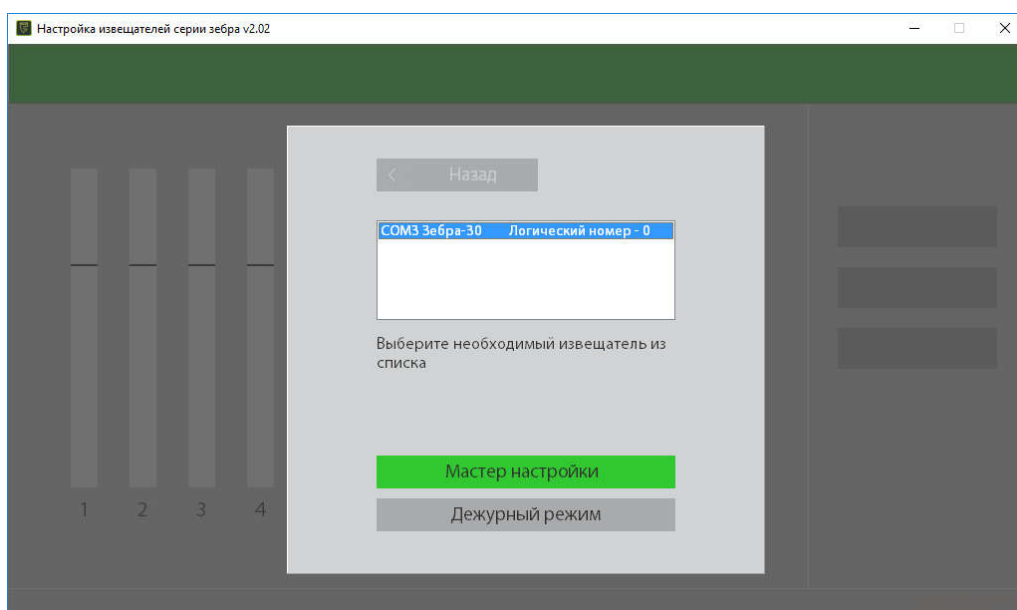 Настройка извещателей серии зебра v2.02
< Назад
COM3 Зебра-30 Логический номер - 0
Выберите необходимый извещатель из
списка
Мастер настройки
Дежурный режим
1 2 3 4